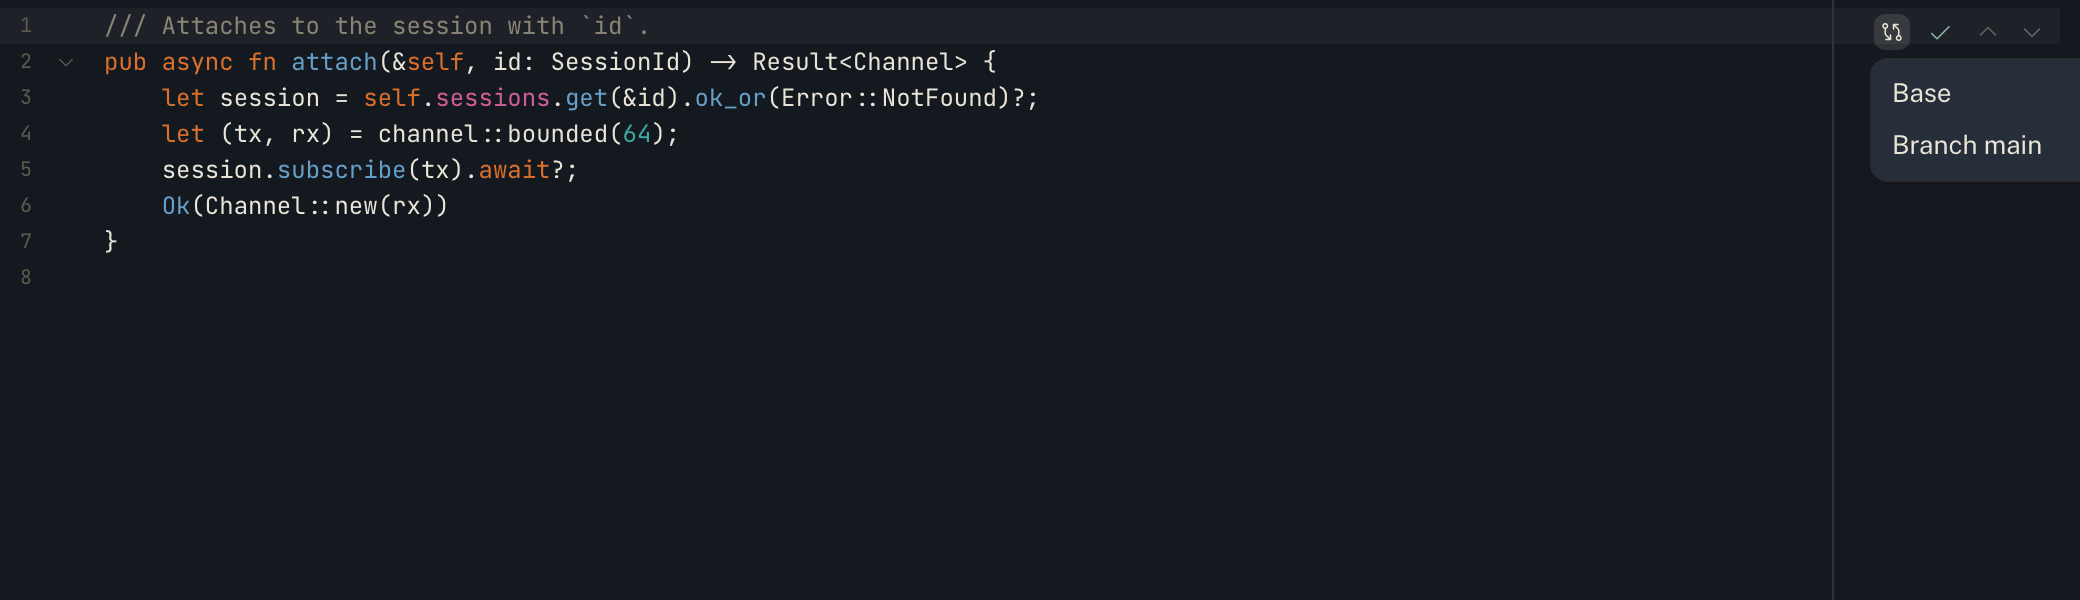 1 /// Attaches to the session with `id`.
2 pub async fn attach(&self, id: SessionId) -> Result<Channel> {
3 let session = self.sessions.get(&id).ok_or(Error::NotFound)?;
4 let (tx, rx) = channel::bounded(64);
5 session.subscribe(tx).await?;
6 Ok(Channel::new(rx))
7 }
8
Base
Branch main